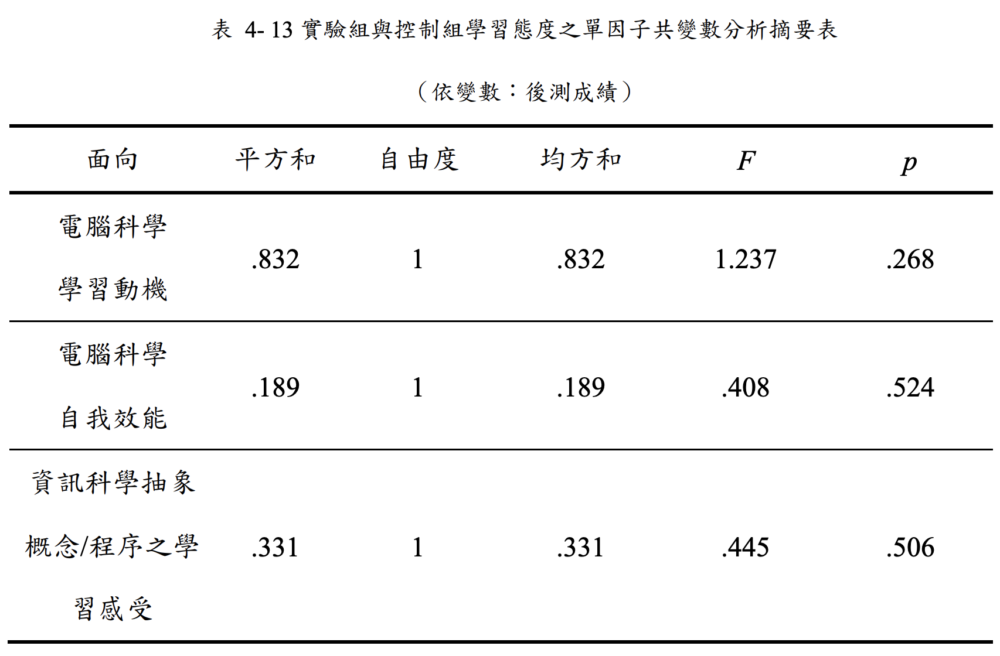 表 4- 13 實驗組與控制組學習態度之單因子共變數分析摘要表
（依變數：後測成績）
面向 平方和 自由度 均方和 F p
電腦科學
學習動機 .832 1 .832 1.237 .268
電腦科學
自我效能 .189 1 .189 .408 .524
資訊科學抽象
概念/程序之學 .331 1 .331 .445 .506
習感受